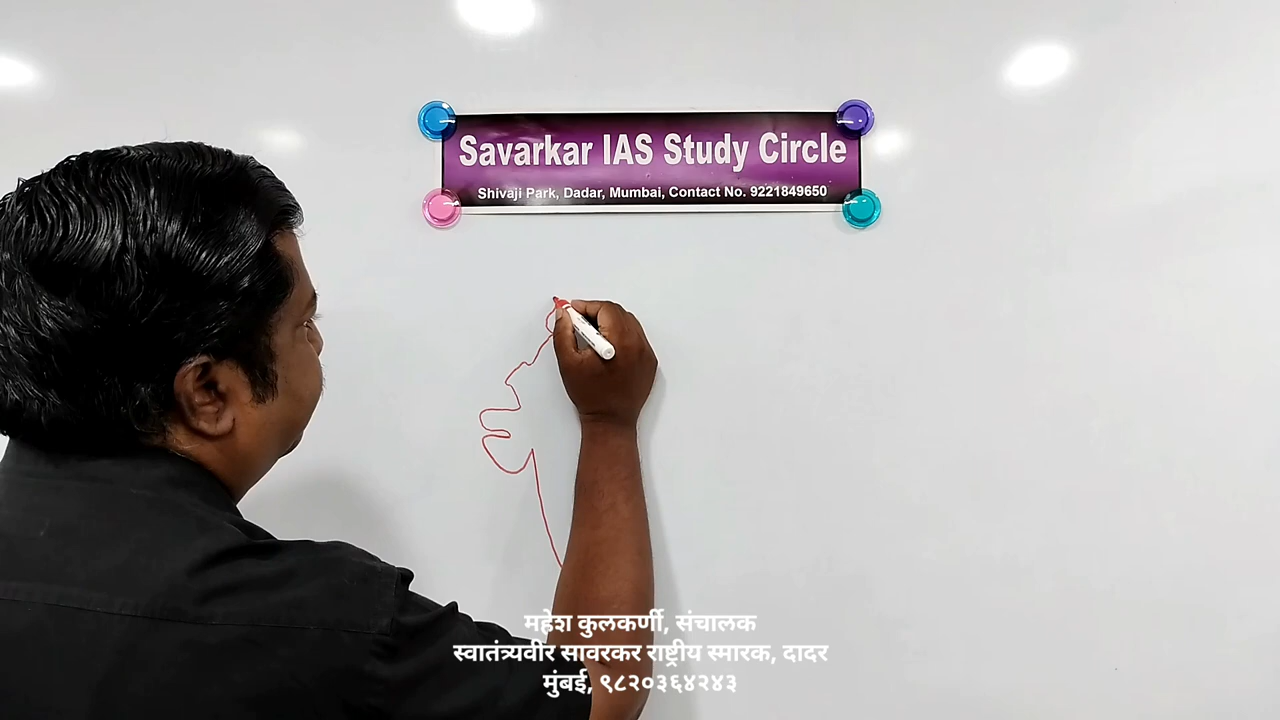 Savarkar IAS Study Circle
Shivaji Park, Dadar, Mumbai, Contact No. 9221849650
महेश कुलकर्णी, संचालक
स्वातंत्र्यवीर सावरकर राष्ट्रीय स्मारक, दादर
मुंबई, ९८२०३६४२४३